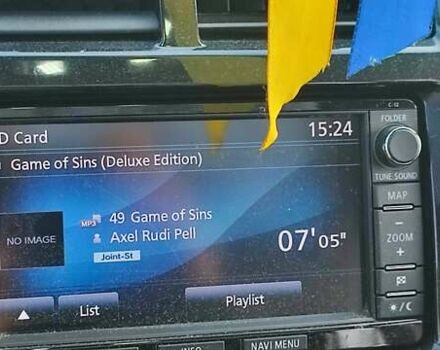 C-12
FOLDER
D Card
15:24
Game of Sins (Deluxe Edition)
TUNE SOUND
MAP
MP3 49 Game of Sins
NO IMAGE
Axel Rudi Pell
07'05"
Joint-St
−
ZOOM
+
List
Playlist
NAVI MENU